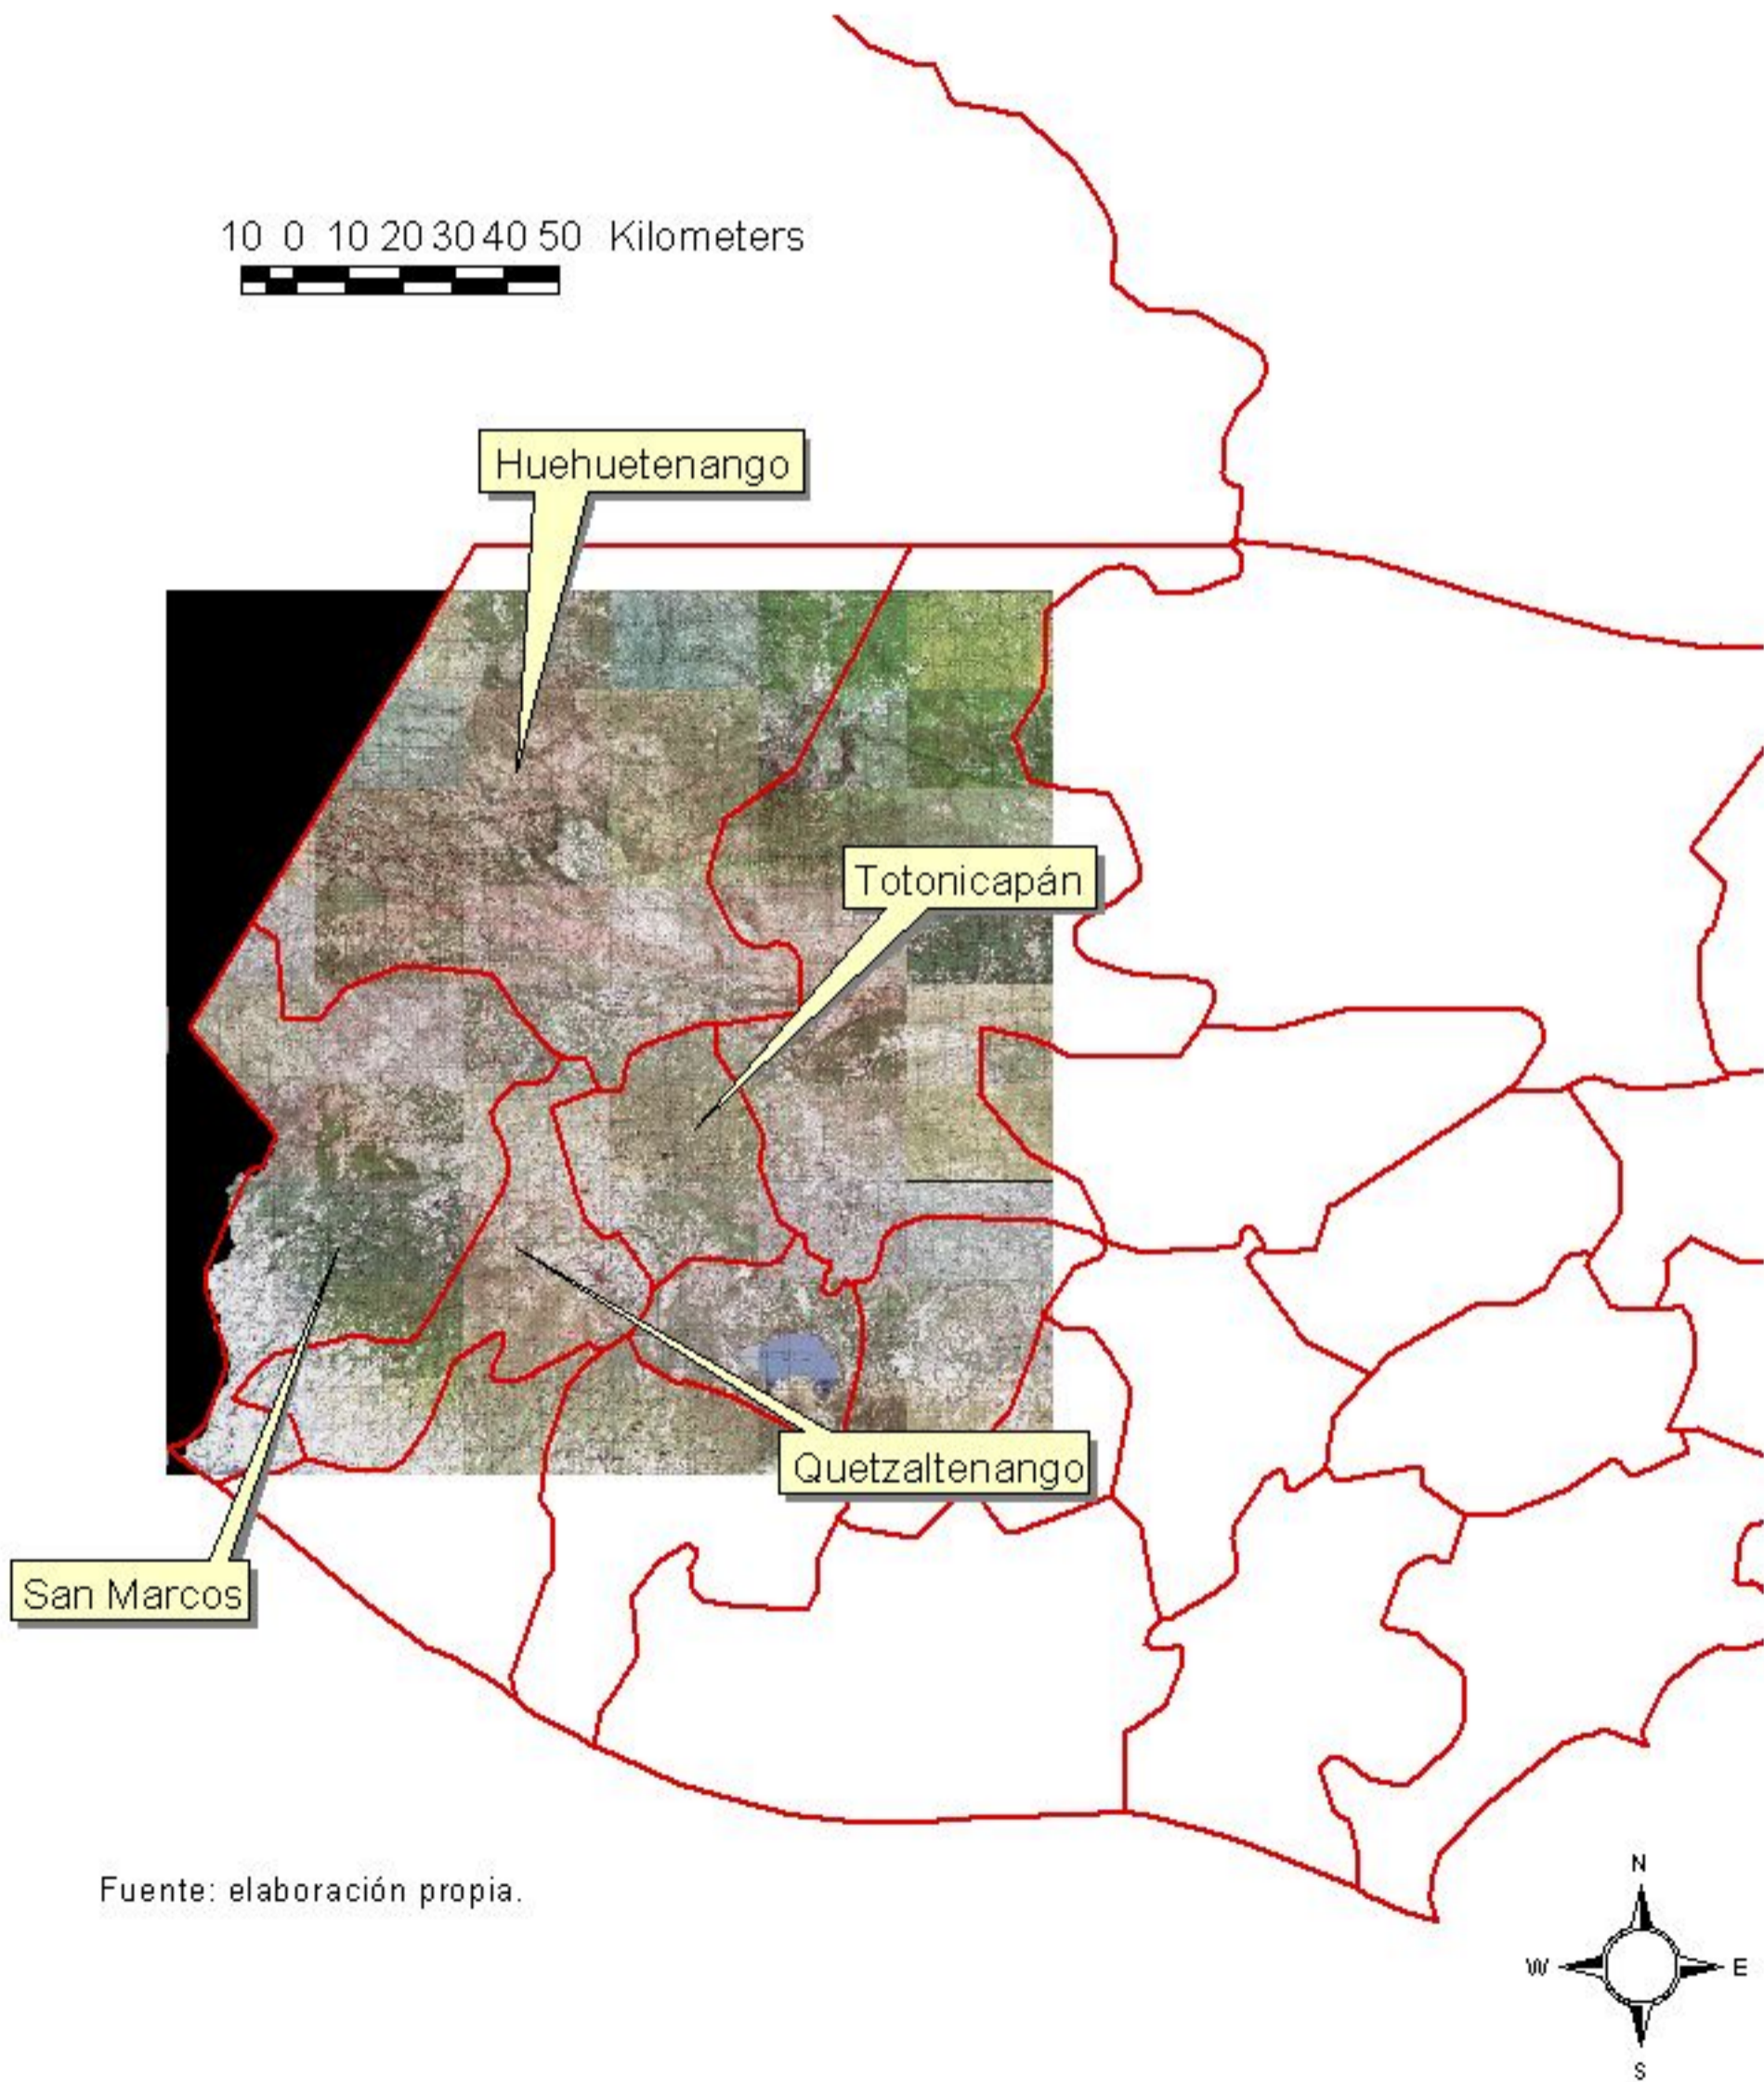 10 0 10 20 30 40 50 Kilometers
Huehuetenango
Totonicapán
Quetzaltenango
San Marcos
Fuente: elaboración propia.
N
W E
S